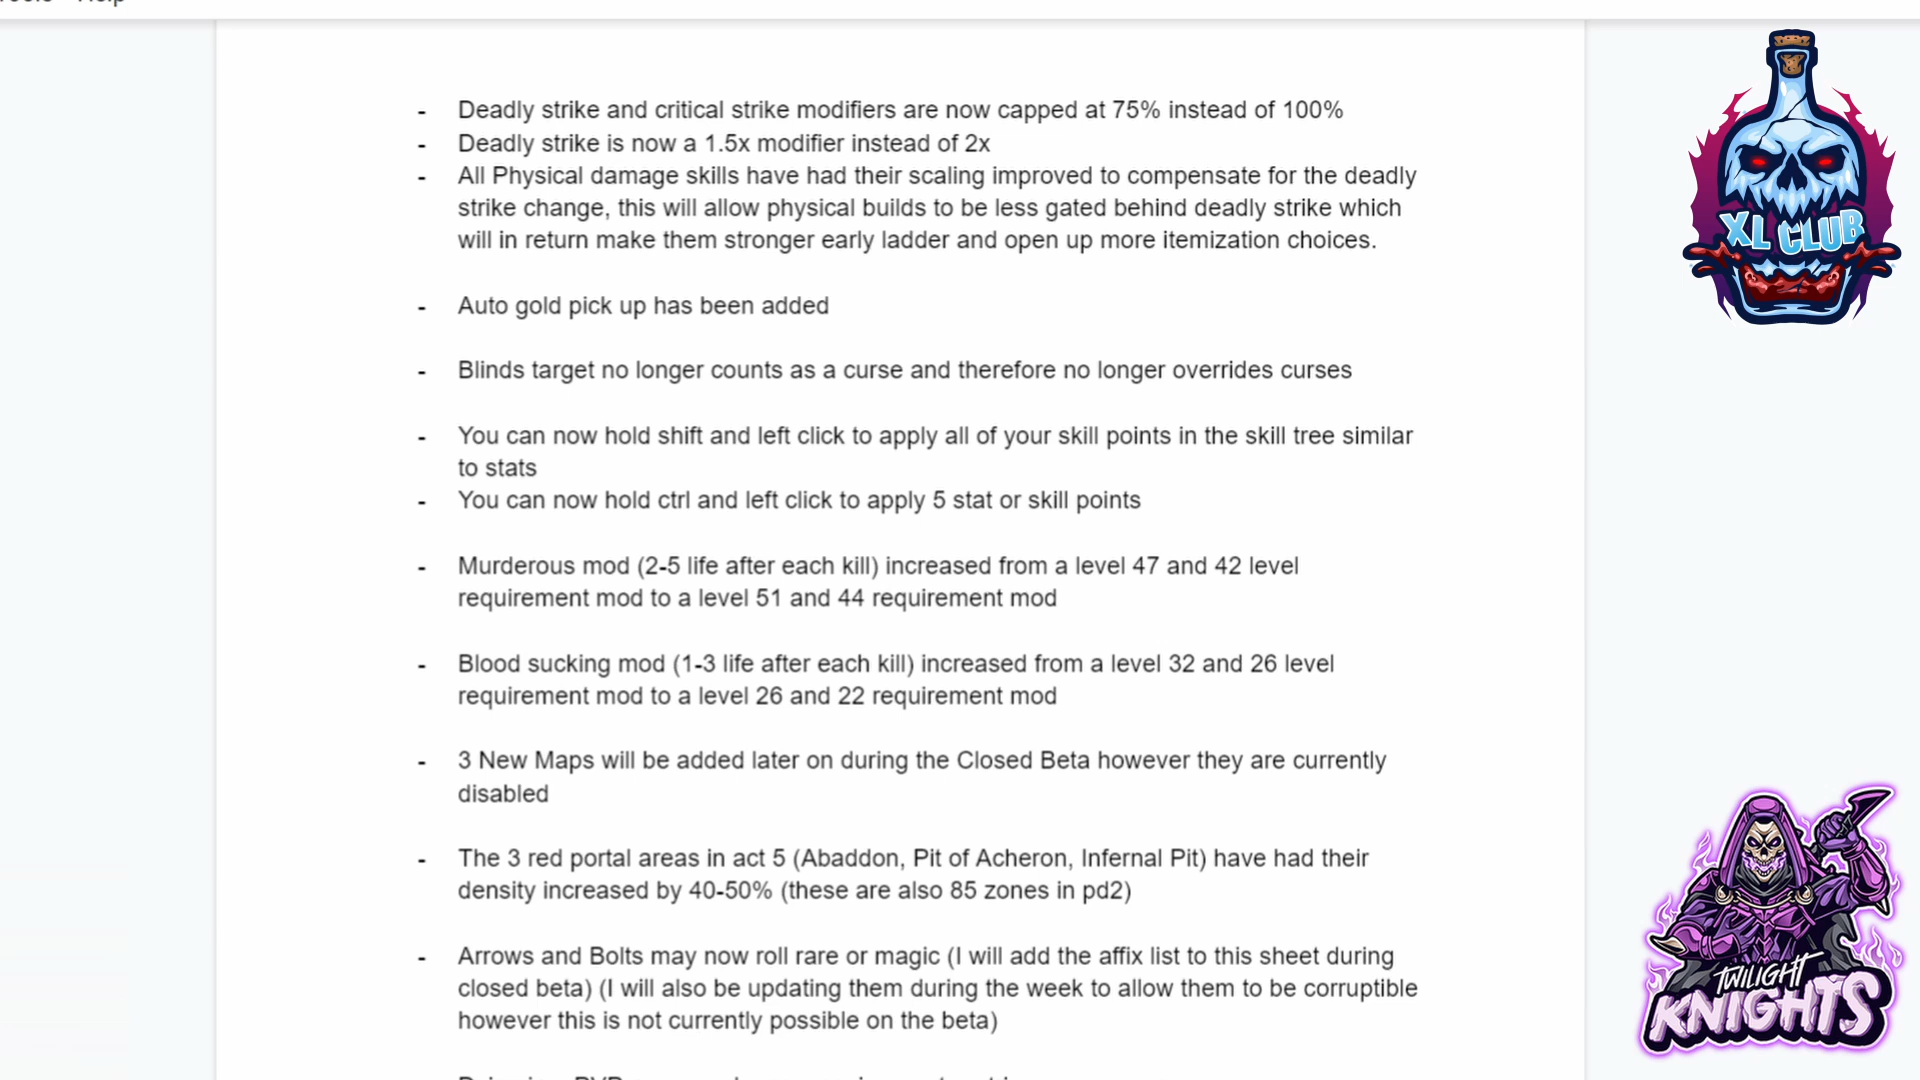 Help
- Deadly strike and critical strike modifiers are now capped at 75% instead of 100%
- Deadly strike is now a 1.5x modifier instead of 2x
- All Physical damage skills have had their scaling improved to compensate for the deadly
strike change, this will allow physical builds to be less gated behind deadly strike which
will in return make them stronger early ladder and open up more itemization choices.
- Auto gold pick up has been added
- Blinds target no longer counts as a curse and therefore no longer overrides curses
- You can now hold shift and left click to apply all of your skill points in the skill tree similar
to stats
- You can now hold ctrl and left click to apply 5 stat or skill points
- Murderous mod (2-5 life after each kill) increased from a level 47 and 42 level
requirement mod to a level 51 and 44 requirement mod
- Blood sucking mod (1-3 life after each kill) increased from a level 32 and 26 level
requirement mod to a level 26 and 22 requirement mod
- 3 New Maps will be added later on during the Closed Beta however they are currently
disabled
- The 3 red portal areas in act 5 (Abaddon, Pit of Acheron, Infernal Pit) have had their
density increased by 40-50% (these are also 85 zones in pd2)
- Arrows and Bolts may now roll rare or magic (I will add the affix list to this sheet during
closed beta) (I will also be updating them during the week to allow them to be corruptible
however this is not currently possible on the beta)
XL CLUB
TWILIGHT
KNIGHTS